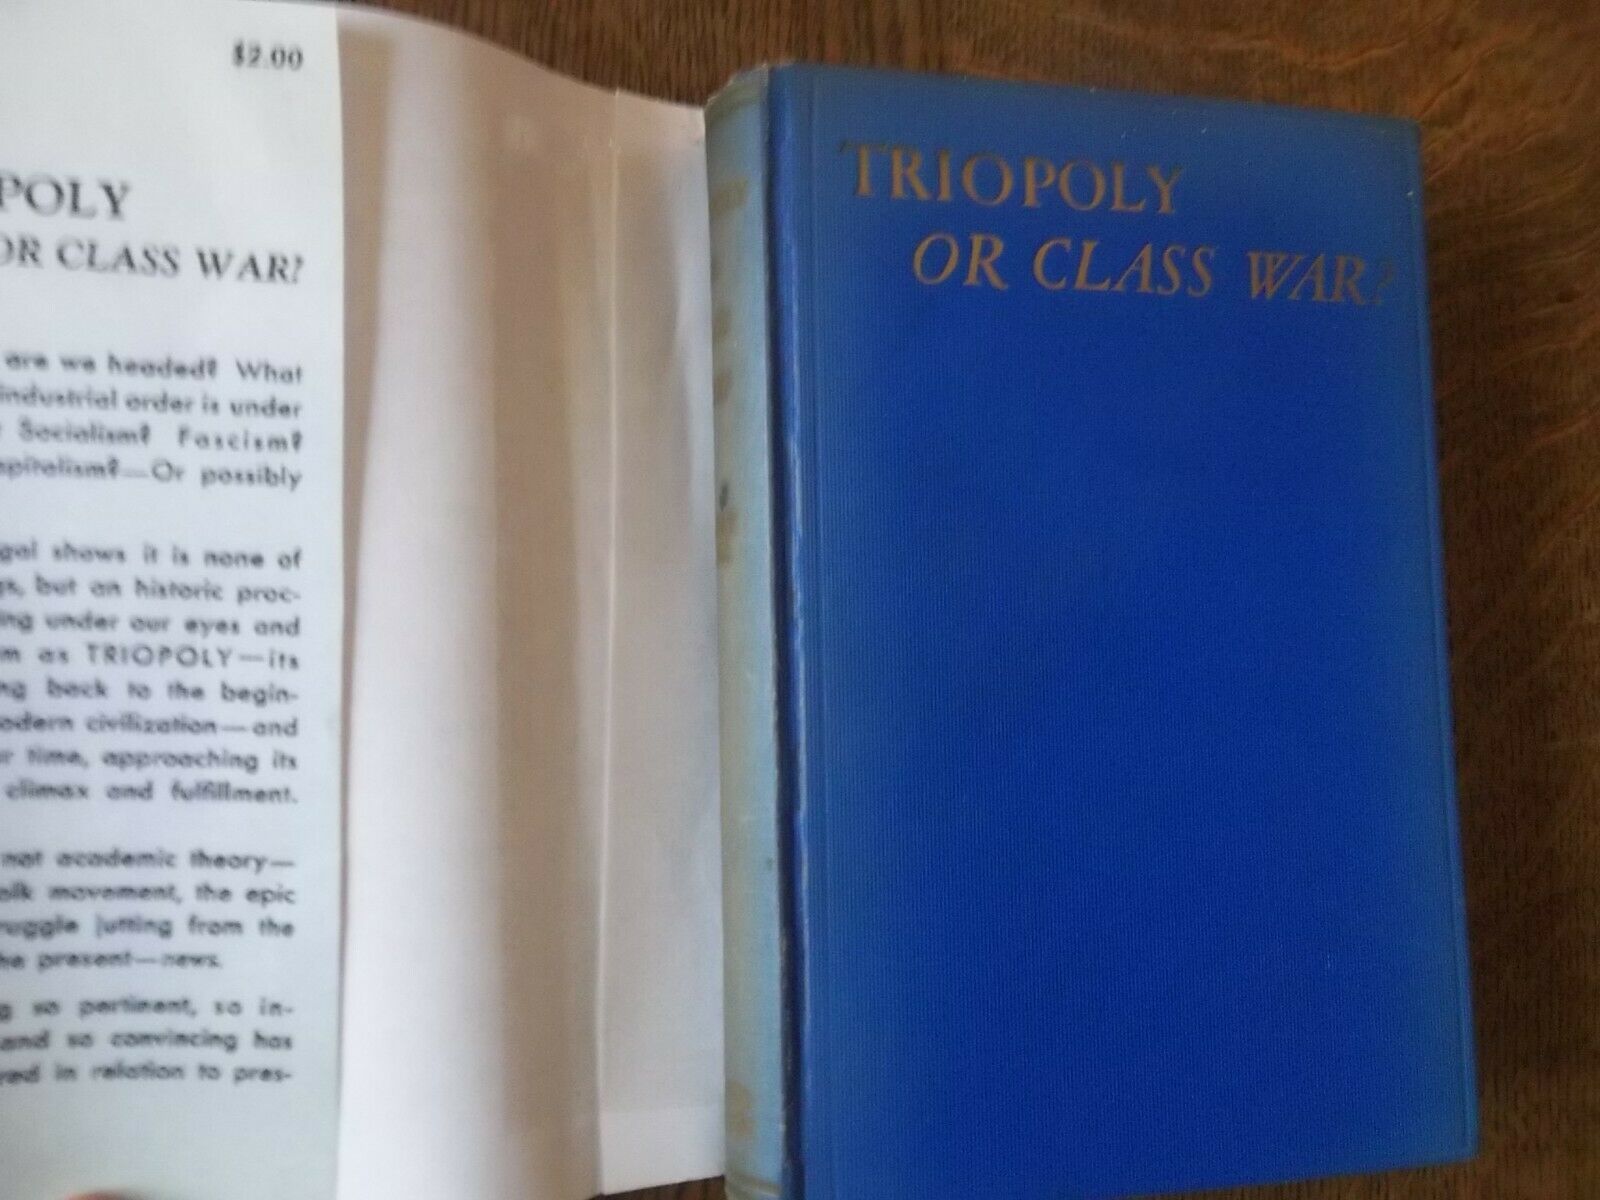 $2.00
POLY
OR CLASS WAR?
are we headed? What
industrial order is under
Socialism? Fascism?
apitalism?—Or possibly
gal shows it is none of
gs, but an historic proc-
ing under our eyes and
m as TRIOPOLY—its
ng back to the begin-
odern civilization—and
r time, approaching its
climax and fulfillment.
not academic theory—
olk movement, the epic
ruggle jutting from the
he present—news.
g so pertinent, so in-
and so convincing has
red in relation to pres-
TRIOPOLY
OR CLASS WAR?